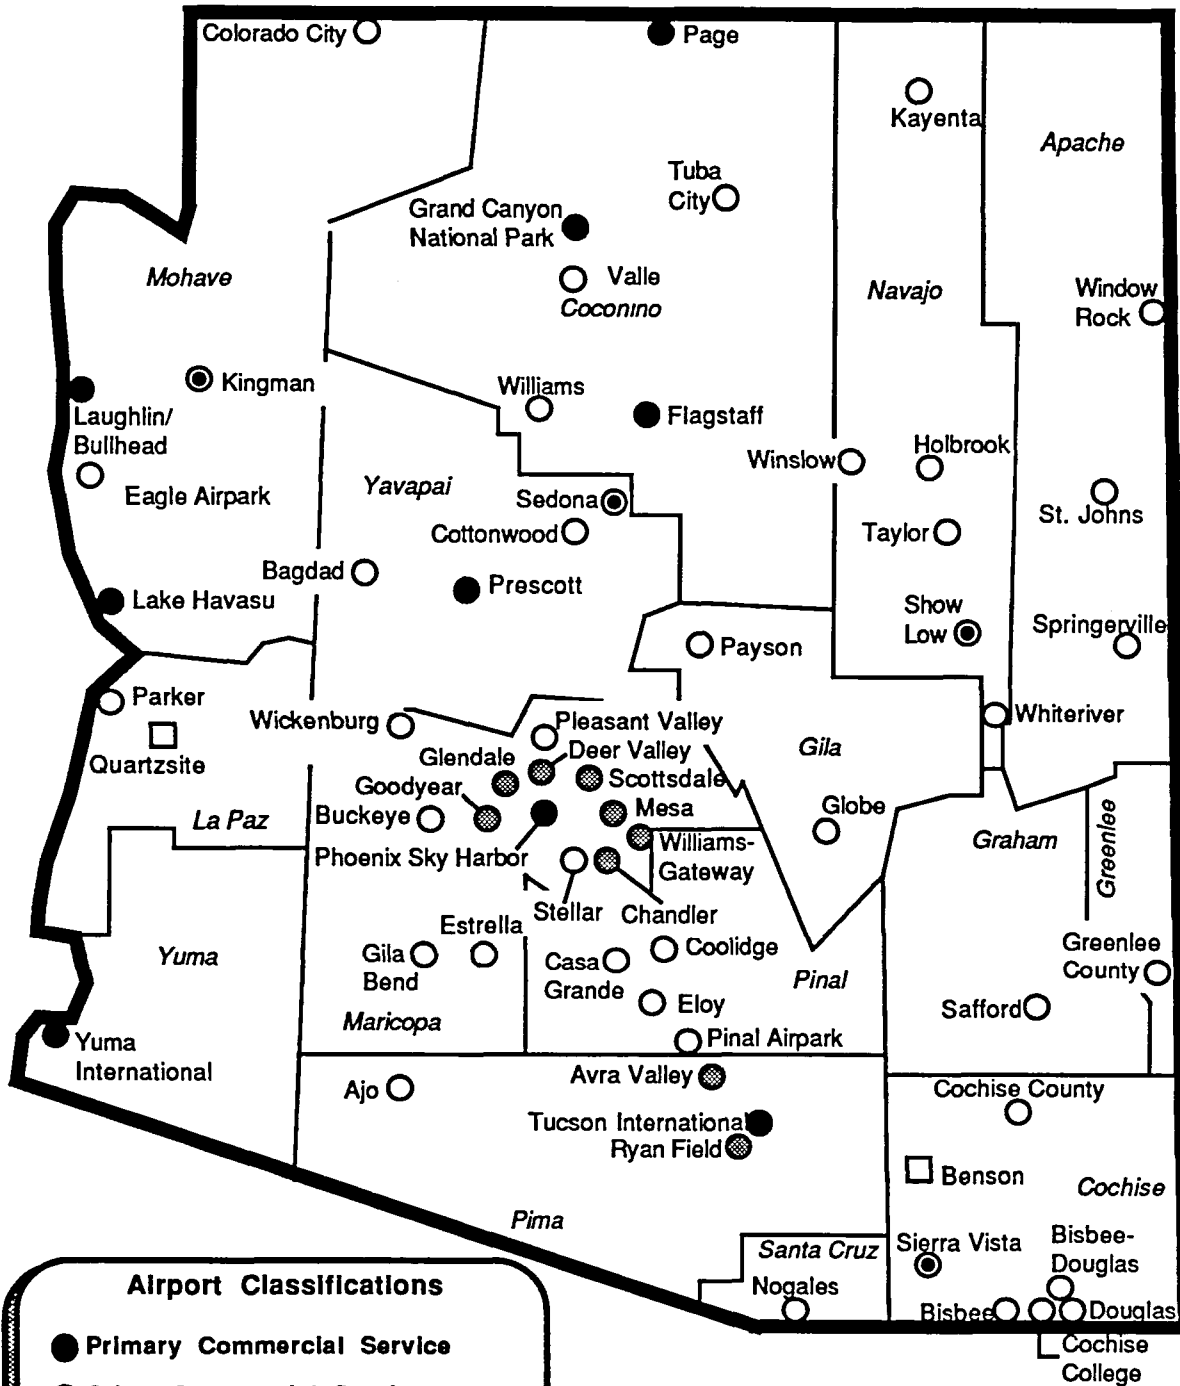 Colorado City
Page
Kayenta
Apache
Tuba
City
Grand Canyon
National Park
Mohave
Valle
Coconino
Navajo
Window
Rock
Kingman
Williams
Laughlin/
Bullhead
Flagstaff
Winslow
Holbrook
Eagle Airpark
Yavapai
Sedona
Cottonwood
St. Johns
Taylor
Bagdad
Prescott
Lake Havasu
Show
Low
Springerville
Payson
Parker
Wickenburg
Pleasant Valley
Whiteriver
Quartzsite
Glendale
Deer Valley
Gila
Goodyear
Scottsdale
Buckeye
Mesa
Globe
La Paz
Phoenix Sky Harbor
Williams-
Gateway
Graham
Greenlee
Stellar
Chandler
Estrella
Yuma
Gila
Bend
Casa
Grande
Coolidge
Pinal
Greenlee
County
Maricopa
Eloy
Safford
Yuma
International
Pinal Airpark
Ajo
Avra Valley
Cochise County
Tucson International
Ryan Field
Benson
Cochise
Pima
Santa Cruz
Sierra Vista
Bisbee-
Douglas
Nogales
Bisbee
Douglas
Cochise
College
Airport Classifications
Primary Commercial Service